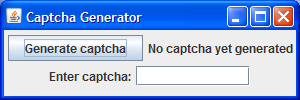 Captcha Generator
Generate captcha No captcha yet generated
Enter captcha: